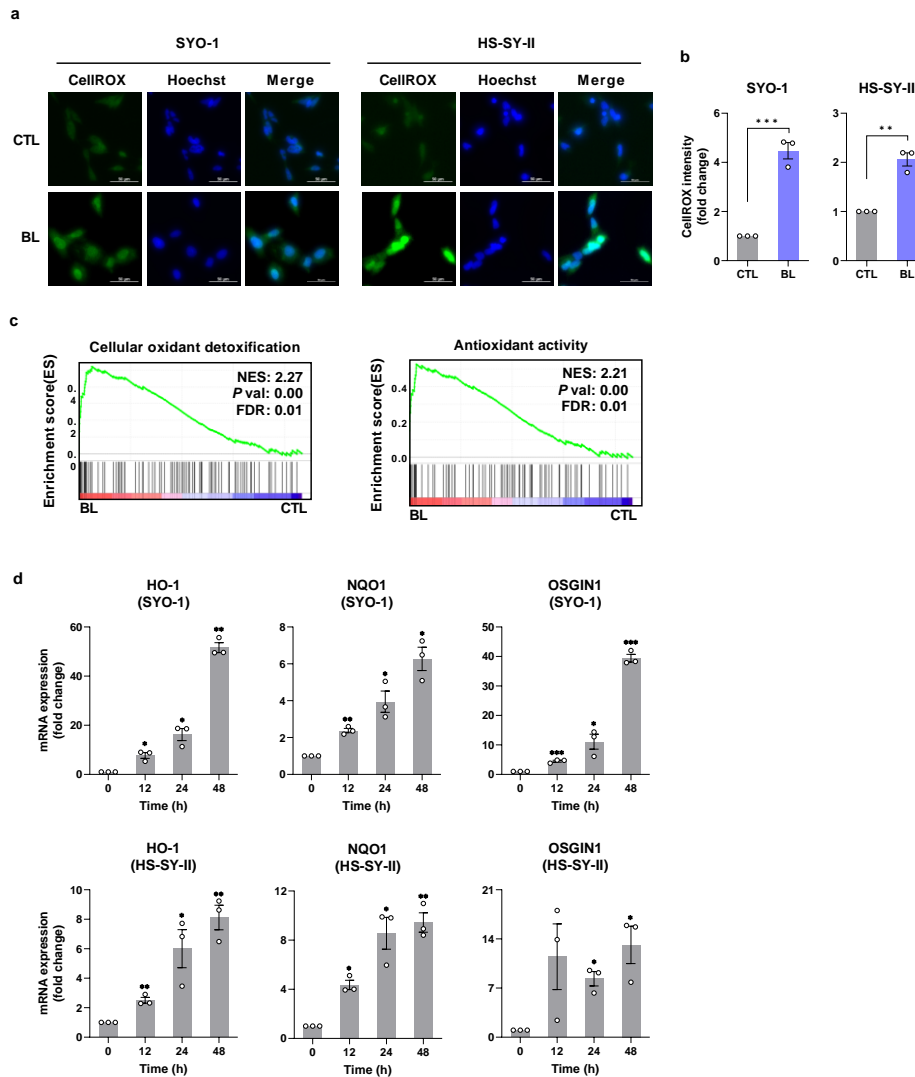 a
SYO-1
HS-SY-II
CellROX
Hoechst
Merge
CellROX
Hoechst
Merge
CTL
BL
b
SYO-1
HS-SY-II
CellROX intensity
(fold change)
6
4
2
0
***
CTL
BL
3
2
1
0
**
CTL
BL
c
Cellular oxidant detoxification
Enrichment score(ES)
NES: 2.27
P val: 0.00
FDR: 0.01
0.
4
0.
2
0.
0
BL
CTL
Antioxidant activity
Enrichment score(ES)
NES: 2.21
P val: 0.00
FDR: 0.01
0.4
0.2
0.0
BL
CTL
d
HO-1
(SYO-1)
mRNA expression
(fold change)
60
40
20
0
*
*
**
0
12
24
48
Time (h)
NQO1
(SYO-1)
8
6
4
2
0
**
*
*
0
12
24
48
Time (h)
OSGIN1
(SYO-1)
50
40
30
20
10
0
***
*
***
0
12
24
48
Time (h)
HO-1
(HS-SY-II)
mRNA expression
(fold change)
10
8
6
4
2
0
**
*
**
0
12
24
48
Time (h)
NQO1
(HS-SY-II)
12
8
4
0
*
*
**
0
12
24
48
Time (h)
OSGIN1
(HS-SY-II)
21
14
7
0
*
*
0
12
24
48
Time (h)